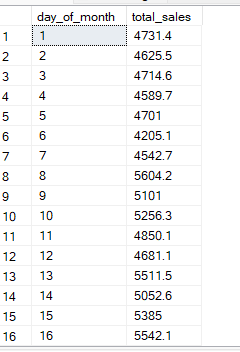 day_of_month total_sales
1 1 4731.4
2 2 4625.5
3 3 4714.6
4 4 4589.7
5 5 4701
6 6 4205.1
7 7 4542.7
8 8 5604.2
9 9 5101
10 10 5256.3
11 11 4850.1
12 12 4681.1
13 13 5511.5
14 14 5052.6
15 15 5385
16 16 5542.1